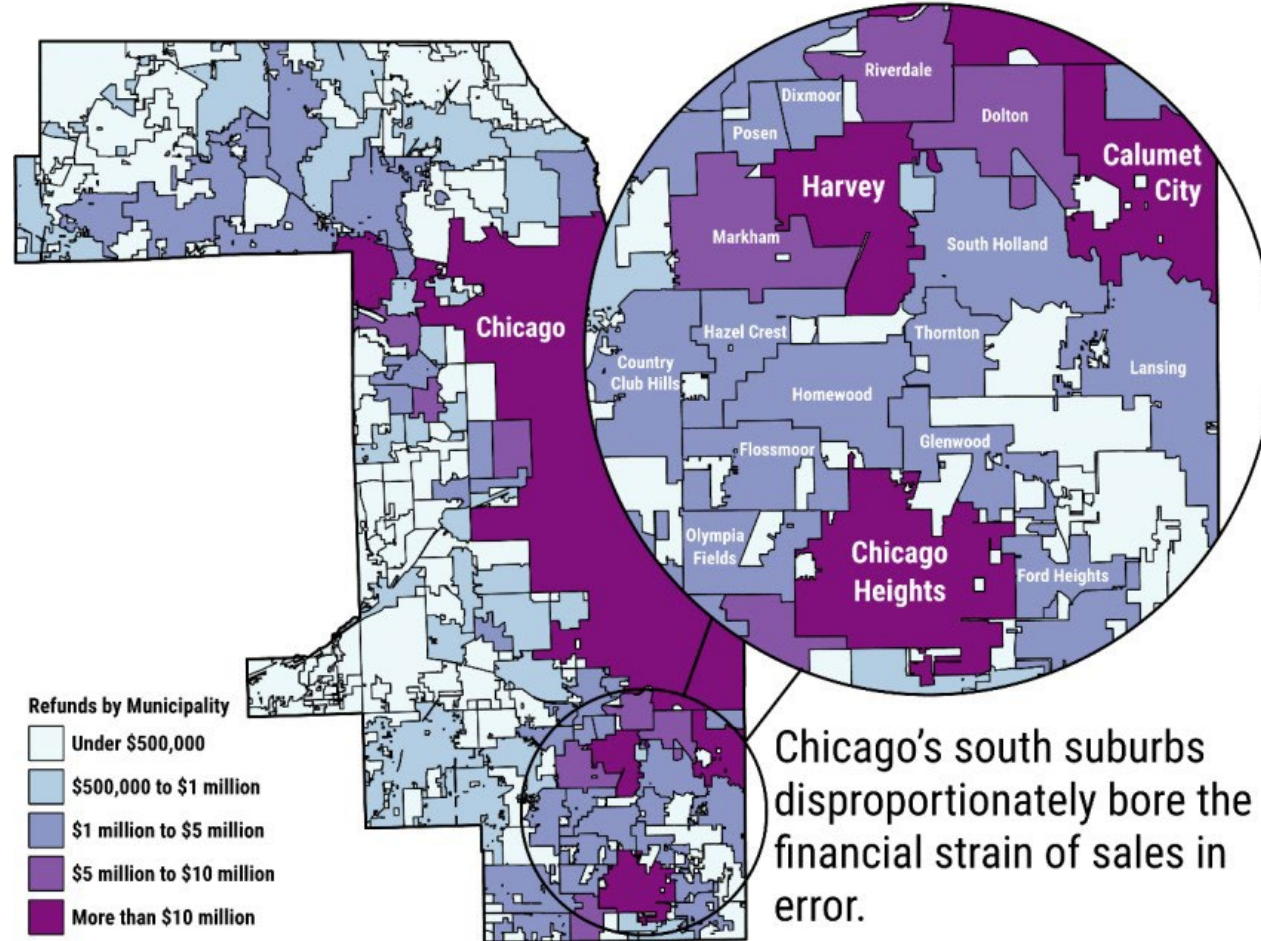 Riverdale
Dixmoor
Dolton
Posen
Calumet
City
Harvey
Markham
South Holland
Chicago
Hazel Crest
Thornton
Country
Club Hills
Lansing
Homewood
Flossmoor
Glenwood
Olympia
Fields
Chicago
Heights
Ford Heights
Refunds by Municipality
Under $500,000
$500,000 to $1 million
$1 million to $5 million
$5 million to $10 million
More than $10 million
Chicago’s south suburbs
disproportionately bore the
financial strain of sales in
error.